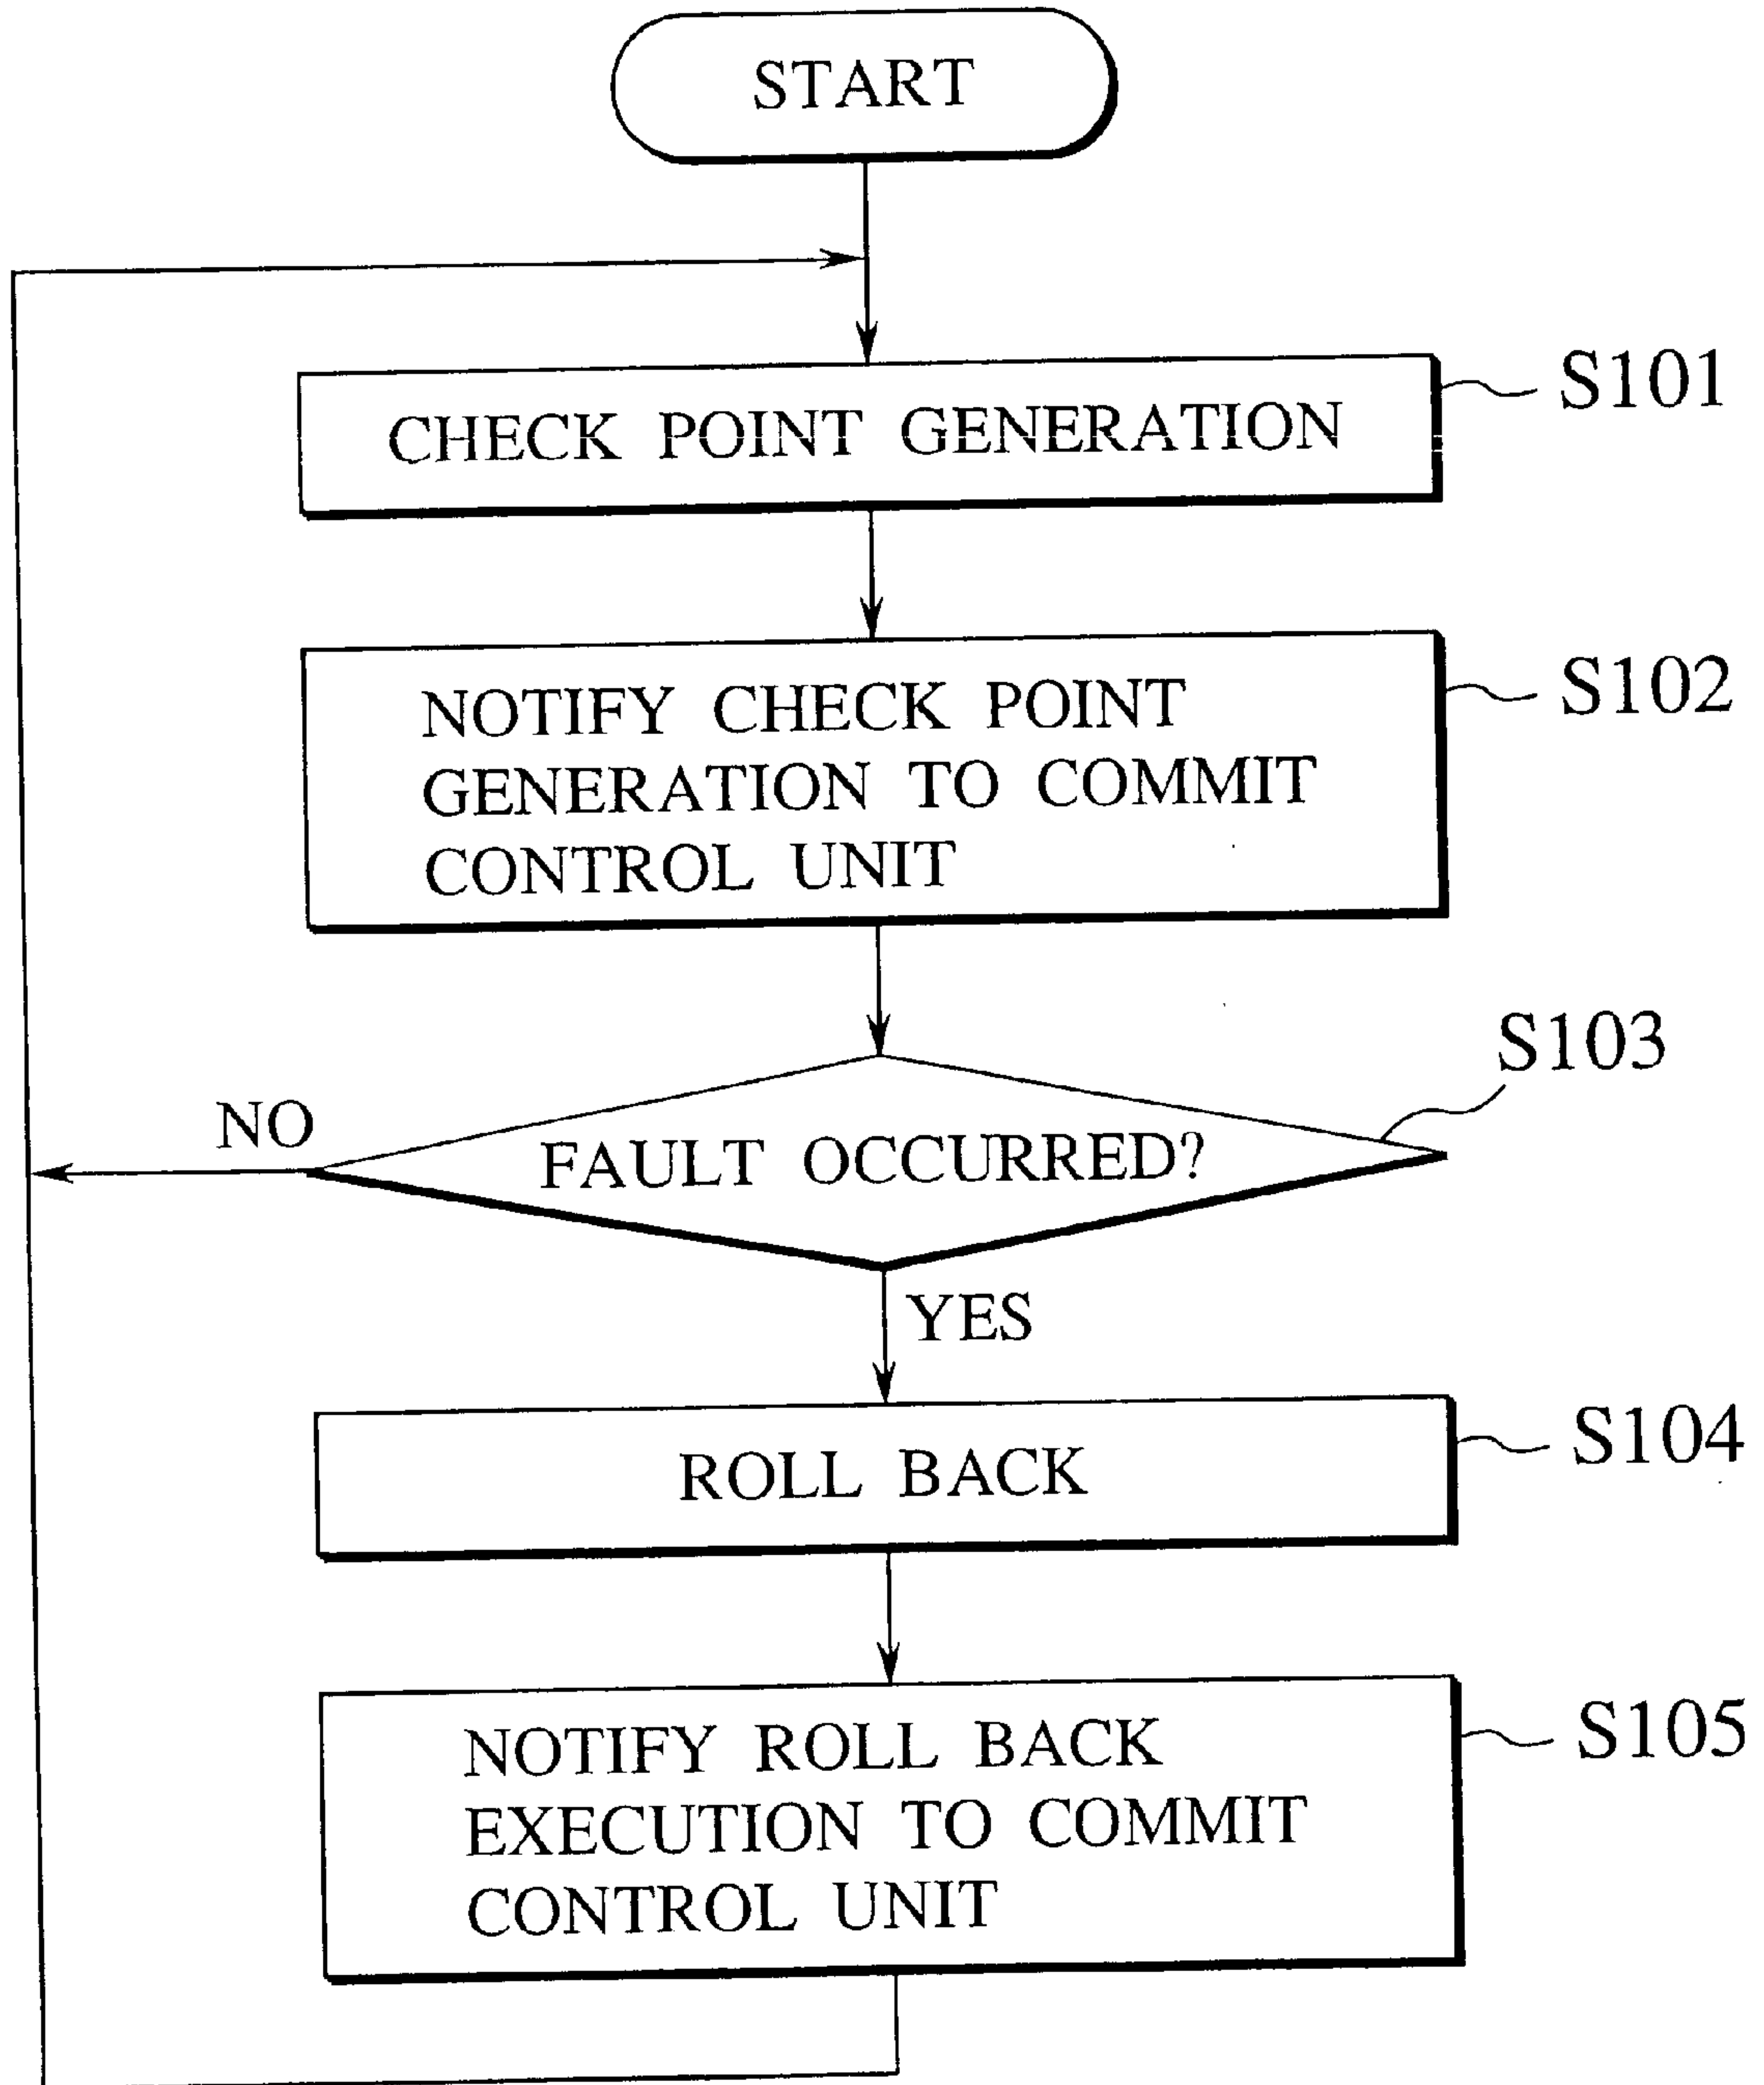 START
CHECK POINT GENERATION
S101
NOTIFY CHECK POINT
GENERATION TO COMMIT
CONTROL UNIT
S102
S103
NO
FAULT OCCURRED?
YES
ROLL BACK
S104
NOTIFY ROLL BACK
EXECUTION TO COMMIT
CONTROL UNIT
S105